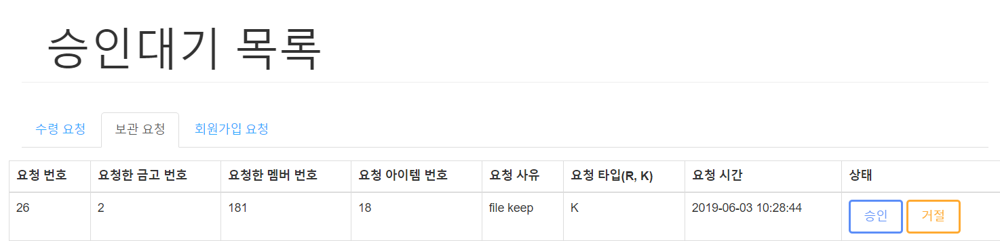 승인대기 목록
수령 요청 보관 요청 회원가입 요청
요청 번호 요청한 금고 번호 요청한 멤버 번호 요청 아이템 번호 요청 사유 요청 타입(R, K) 요청 시간 상태
26 2 181 18 file keep K 2019-06-03 10:28:44 승인 거절